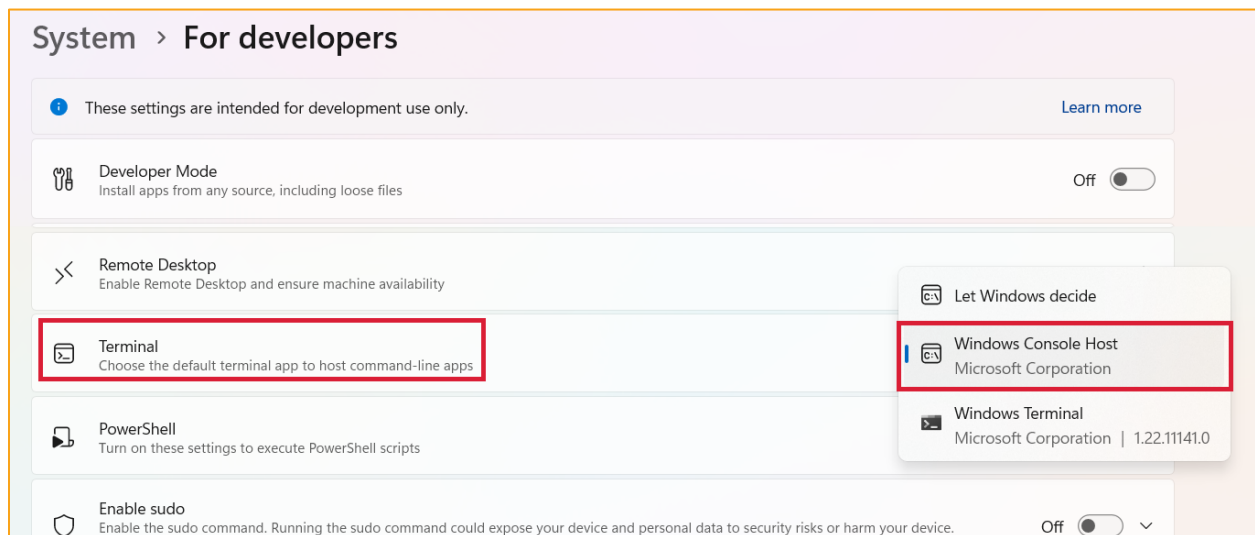 System > For developers
These settings are intended for development use only.
Learn more
Developer Mode
Install apps from any source, including loose files
Off
Remote Desktop
Enable Remote Desktop and ensure machine availability
Let Windows decide
Terminal
Choose the default terminal app to host command-line apps
Windows Console Host
Microsoft Corporation
PowerShell
Turn on these settings to execute PowerShell scripts
Windows Terminal
Microsoft Corporation | 1.22.11141.0
Enable sudo
Enable the sudo command. Running the sudo command could expose your device and personal data to security risks or harm your device.
Off